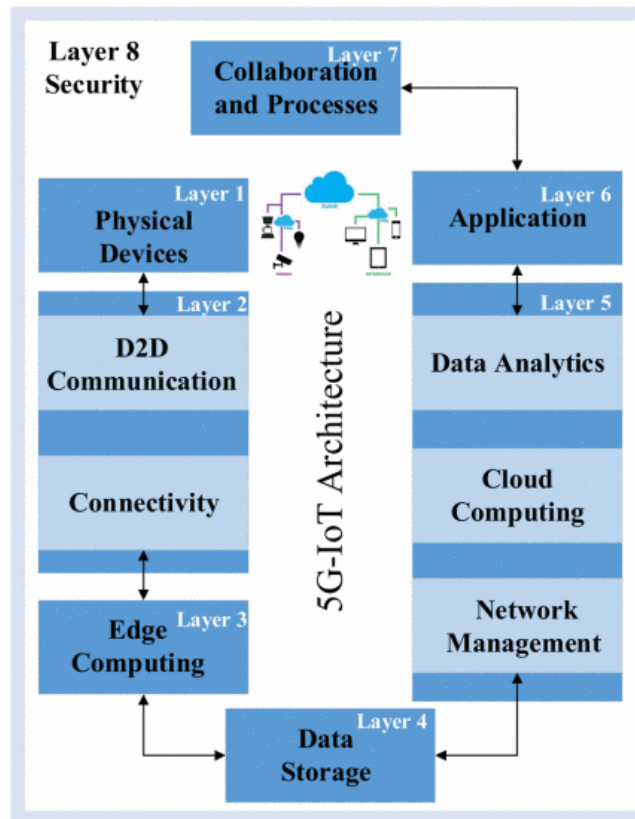 Layer 8
Security
Layer 7
Collaboration
and Processes
Layer 1
Physical
Devices
Layer 6
Application
Layer 2
D2D
Communication
Connectivity
Layer 5
Data Analytics
Cloud
Computing
Network
Management
5G-IoT Architecture
Layer 3
Edge
Computing
Layer 4
Data
Storage